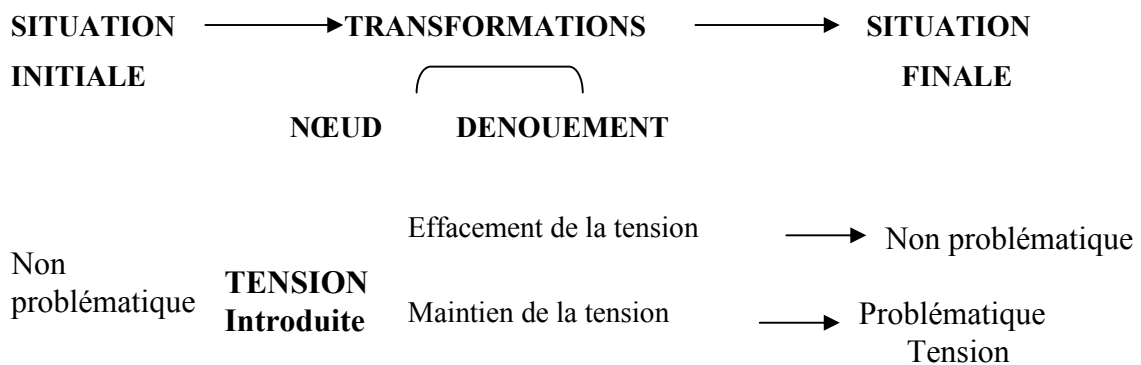 SITUATION TRANSFORMATIONS SITUATION
INITIALE FINALE
NŒUD DENOUEMENT
Effacement de la tension Non problématique
Non
problématique
TENSION
Introduite
Maintien de la tension Problématique
Tension